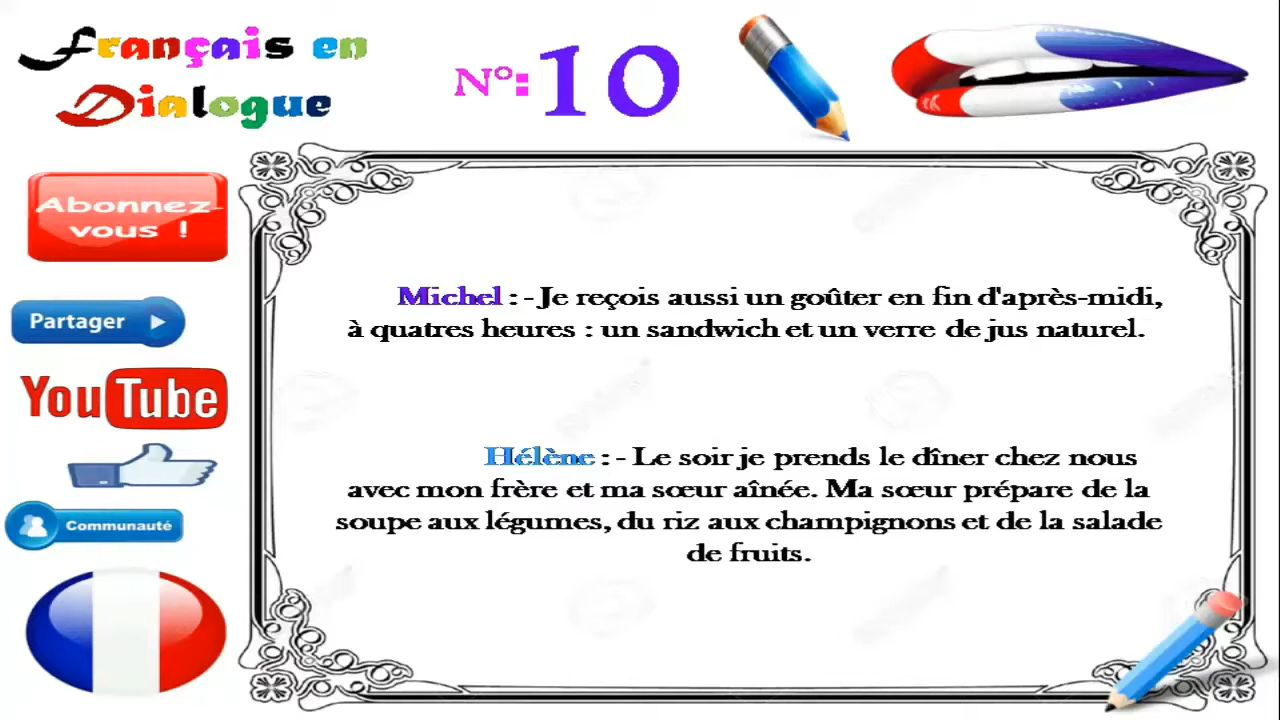 Français en
Dialogue
N°:10
Abonnez-
vous !
Partager
YouTube
Communauté
Michel : - Je reçois aussi un goûter en fin d'après-midi,
à quatres heures : un sandwich et un verre de jus naturel.
Hélène : - Le soir je prends le dîner chez nous
avec mon frère et ma sœur aînée. Ma sœur prépare de la
soupe aux légumes, du riz aux champignons et de la salade
de fruits.